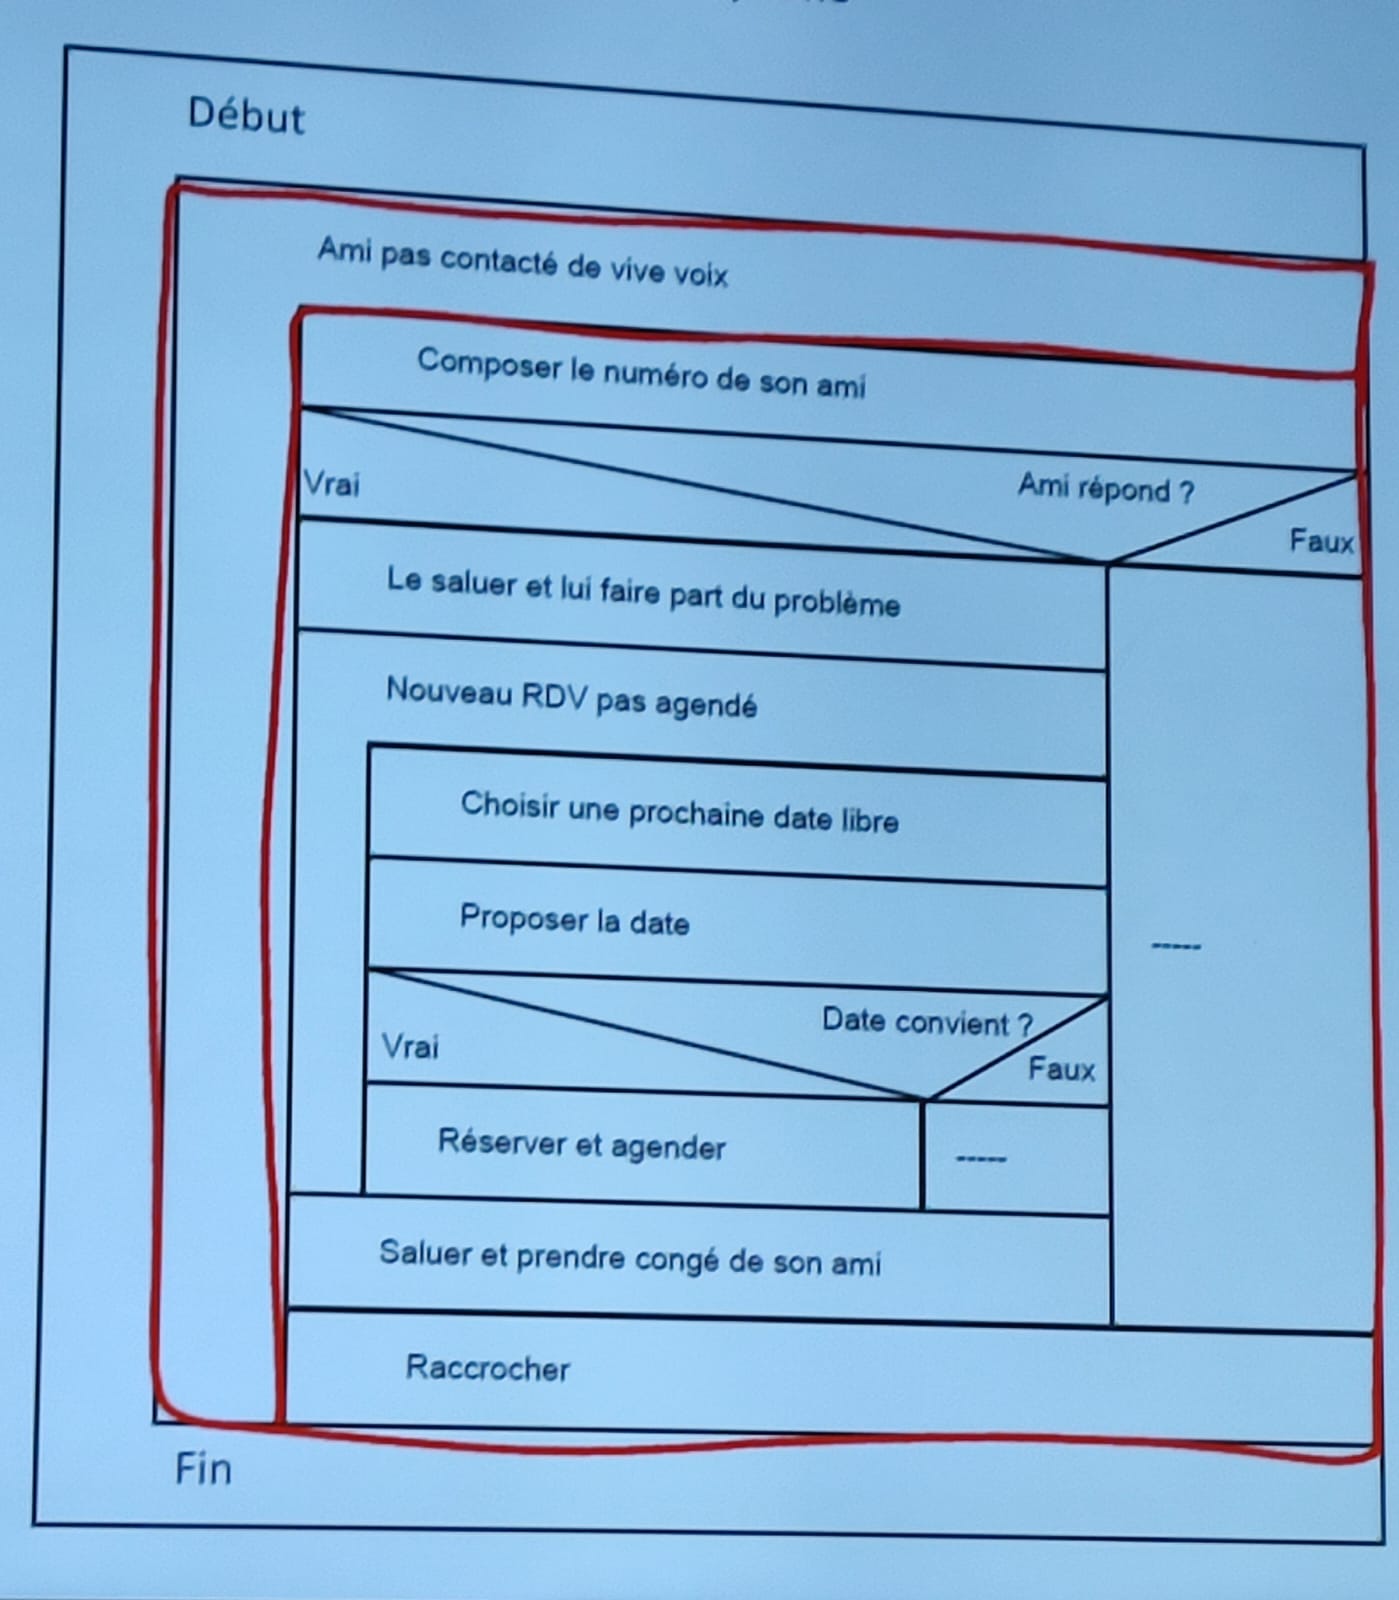 Début
Ami pas contacté de vive voix
Composer le numéro de son ami
Ami répond ?
Vrai
Faux
Le saluer et lui faire part du problème
Nouveau RDV pas agendé
Choisir une prochaine date libre
Proposer la date
-----
Date convient ?
Vrai
Faux
Réserver et agender
-----
Saluer et prendre congé de son ami
Raccrocher
Fin